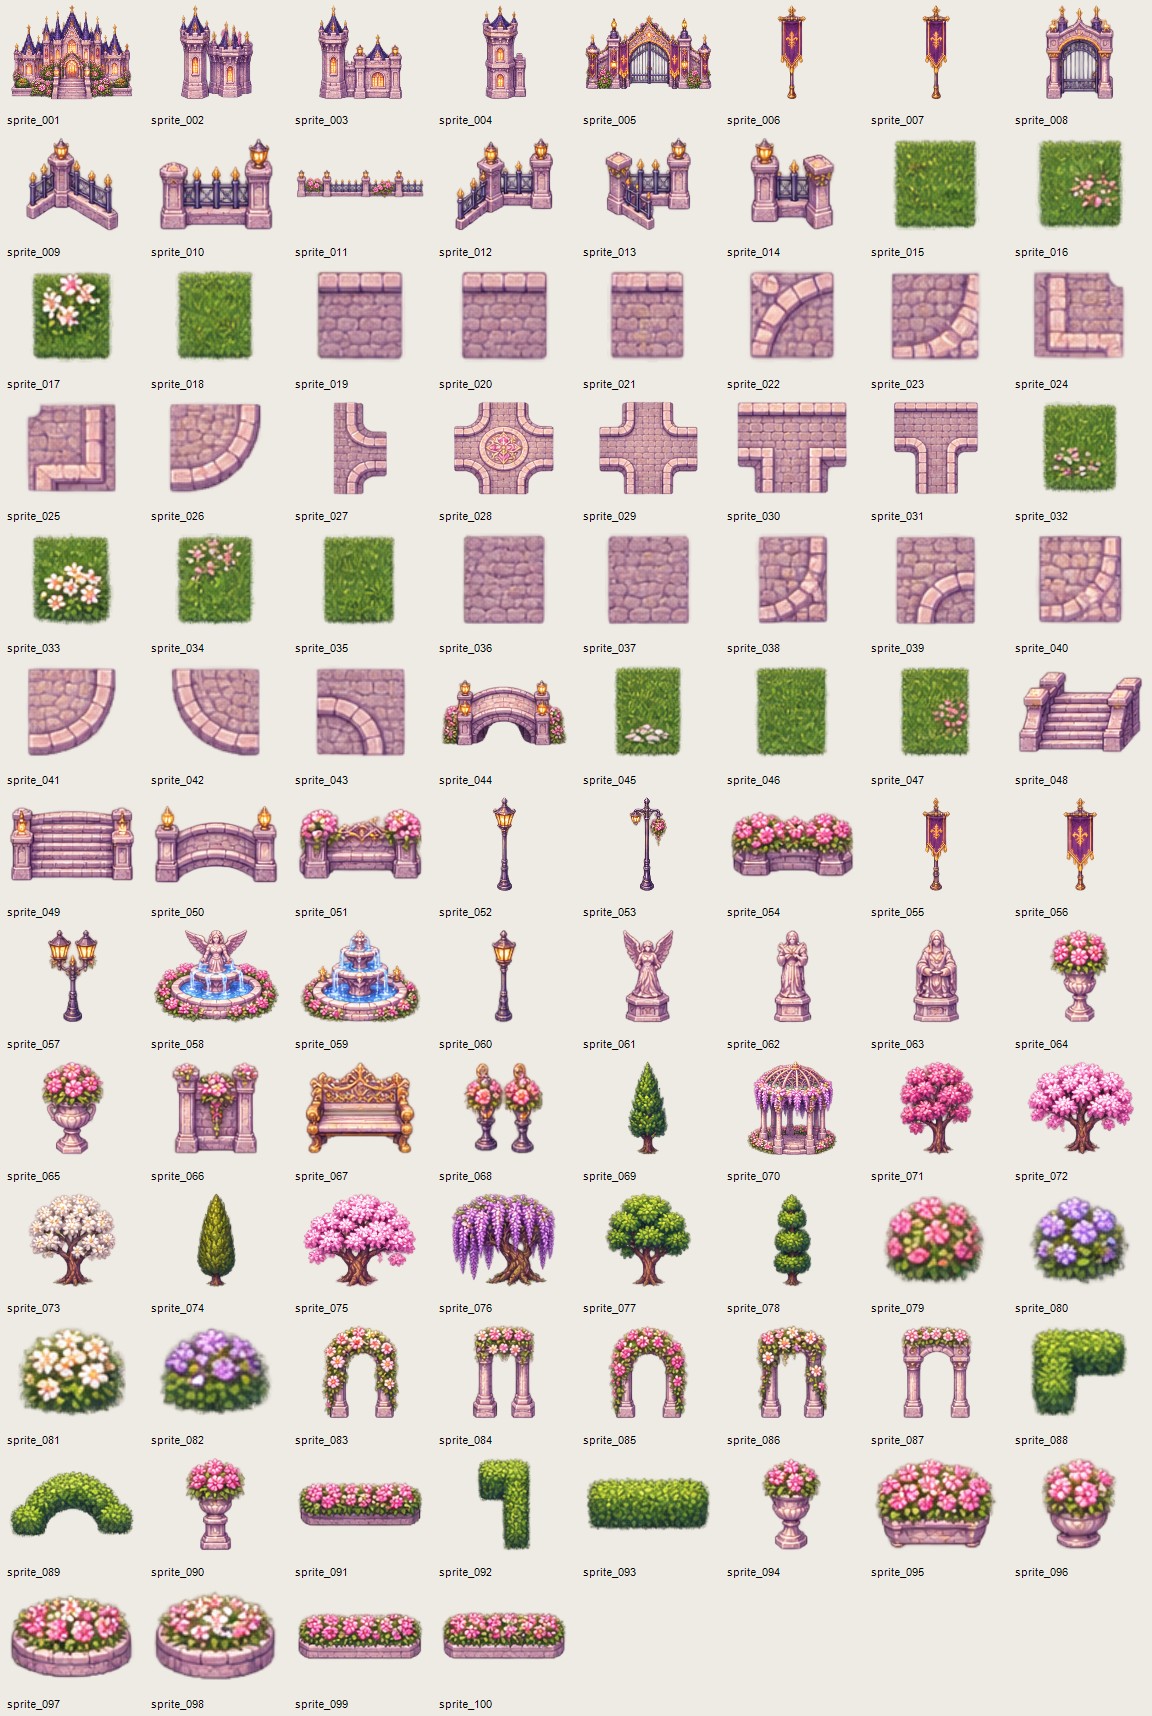 sprite_001 sprite_002 sprite_003 sprite_004 sprite_005 sprite_006 sprite_007 sprite_008
sprite_009 sprite_010 sprite_011 sprite_012 sprite_013 sprite_014 sprite_015 sprite_016
sprite_017 sprite_018 sprite_019 sprite_020 sprite_021 sprite_022 sprite_023 sprite_024
sprite_025 sprite_026 sprite_027 sprite_028 sprite_029 sprite_030 sprite_031 sprite_032
sprite_033 sprite_034 sprite_035 sprite_036 sprite_037 sprite_038 sprite_039 sprite_040
sprite_041 sprite_042 sprite_043 sprite_044 sprite_045 sprite_046 sprite_047 sprite_048
sprite_049 sprite_050 sprite_051 sprite_052 sprite_053 sprite_054 sprite_055 sprite_056
sprite_057 sprite_058 sprite_059 sprite_060 sprite_061 sprite_062 sprite_063 sprite_064
sprite_065 sprite_066 sprite_067 sprite_068 sprite_069 sprite_070 sprite_071 sprite_072
sprite_073 sprite_074 sprite_075 sprite_076 sprite_077 sprite_078 sprite_079 sprite_080
sprite_081 sprite_082 sprite_083 sprite_084 sprite_085 sprite_086 sprite_087 sprite_088
sprite_089 sprite_090 sprite_091 sprite_092 sprite_093 sprite_094 sprite_095 sprite_096
sprite_097 sprite_098 sprite_099 sprite_100